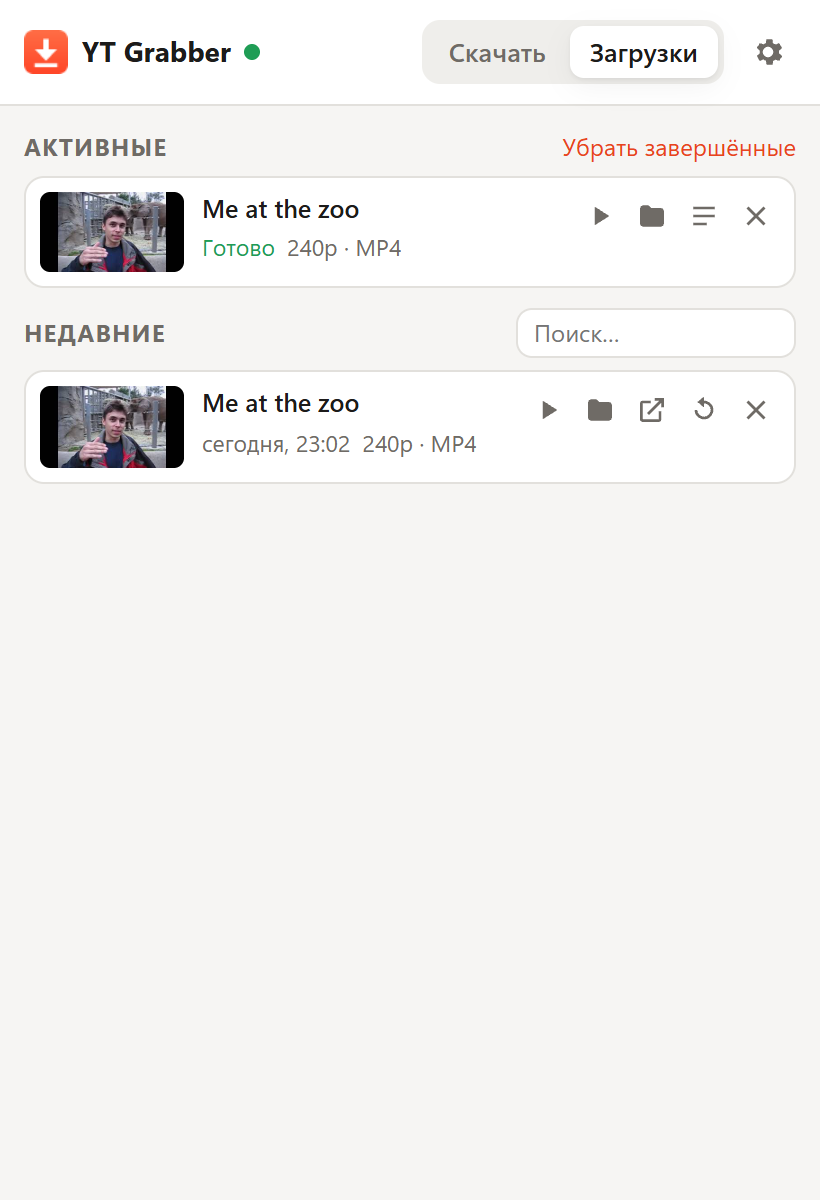 YT Grabber
Скачать
Загрузки
АКТИВНЫЕ
Убрать завершённые
Me at the zoo
Готово 240p · MP4
НЕДАВНИЕ
Поиск...
Me at the zoo
сегодня, 23:02 240p · MP4